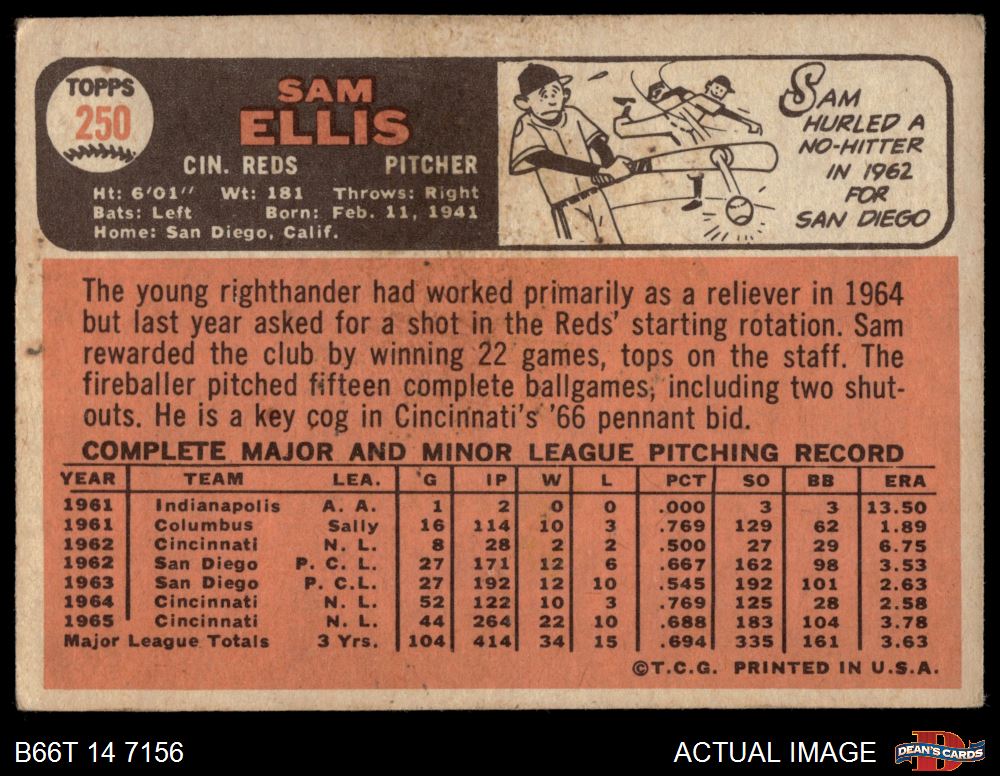 TOPPS
250
SAM
ELLIS
CIN. REDS PITCHER
Ht: 6'01" Wt: 181 Throws: Right
Bats: Left Born: Feb. 11, 1941
Home: San Diego, Calif.
SAM
HURLED A
NO-HITTER
IN 1962
FOR
SAN DIEGO
The young righthander had worked primarily as a reliever in 1964
but last year asked for a shot in the Reds' starting rotation. Sam
rewarded the club by winning 22 games, tops on the staff. The
fireballer pitched fifteen complete ballgames, including two shut-
outs. He is a key cog in Cincinnati's '66 pennant bid.
COMPLETE MAJOR AND MINOR LEAGUE PITCHING RECORD
YEAR TEAM LEA. G IP W L PCT SO BB ERA
1961 Indianapolis A. A. 1 2 0 0 .000 3 3 13.50
1961 Columbus Sally 16 114 10 3 .769 129 62 1.89
1962 Cincinnati N. L. 8 28 2 2 .500 27 29 6.75
1962 San Diego P. C. L. 27 171 12 6 .667 162 98 3.53
1963 San Diego P. C.L. 27 192 12 10 .545 192 101 2.63
1964 Cincinnati N. L. 52 122 10 3 .769 125 28 2.58
1965 Cincinnati N. L. 44 264 22 10 .688 183 104 3.78
Major League Totals 3 Yrs. 104 414 34 15 .694 335 161 3.63
©T.C.G. PRINTED IN U.S.A.
B66T 14 7156 ACTUAL IMAGE DEAN'S CARDS